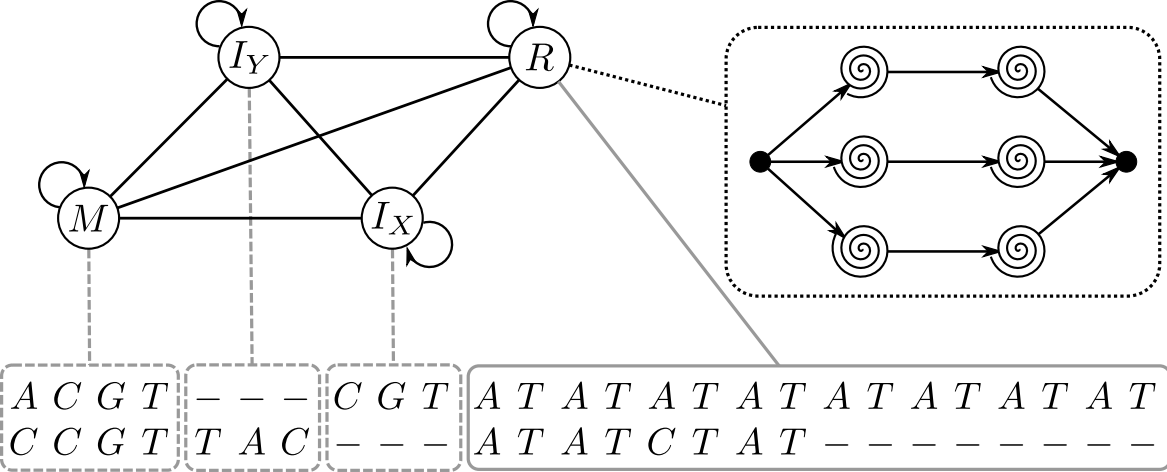 I_Y R
M I_X
A C G T – – – C G T A T A T A T A T A T A T A T A T
C C G T T A C – – – A T A T C T A T – – – – – – – –